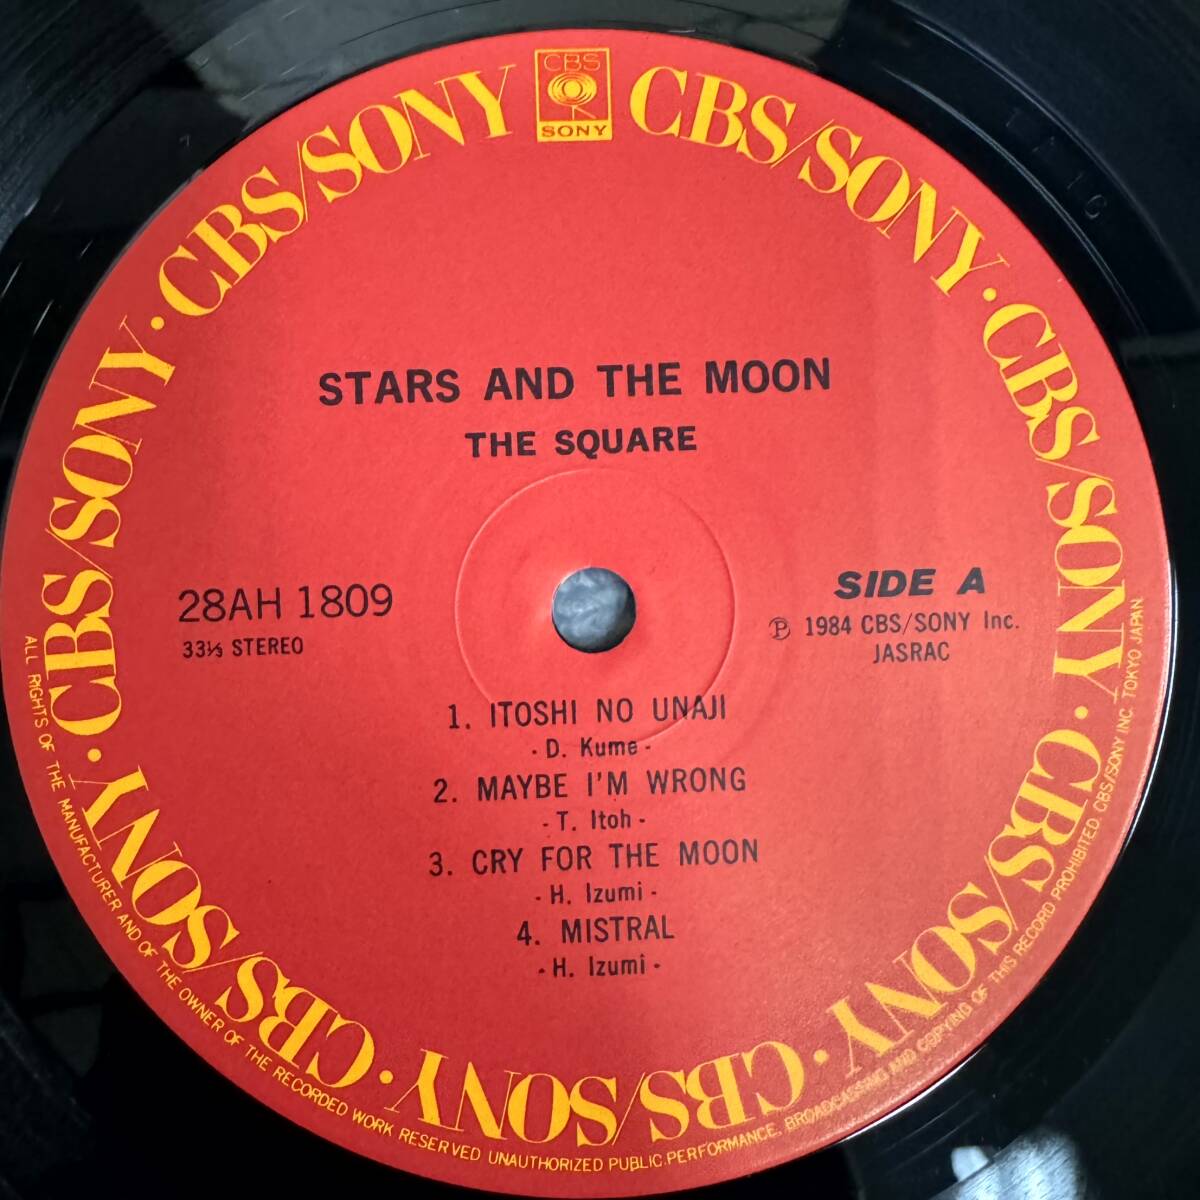 CBS
SONY
CBS/SONY · CBS/SONY · CBS/SONY · CBS/SONY · CBS/SONY · CBS/SONY · CBS/SONY · CBS/SONY · CBS/SONY · CBS/SONY
STARS AND THE MOON
THE SQUARE
28AH 1809
33⅓ STEREO
SIDE A
℗ 1984 CBS/SONY Inc.
JASRAC
1. ITOSHI NO UNAJI
- D. Kume -
2. MAYBE I'M WRONG
- T. Itoh -
3. CRY FOR THE MOON
- H. Izumi -
4. MISTRAL
- H. Izumi -
ALL RIGHTS OF THE MANUFACTURER AND OF THE OWNER OF THE RECORDED WORK RESERVED UNAUTHORIZED PUBLIC PERFORMANCE, BROADCASTING AND COPYING OF THIS RECORD PROHIBITED. CBS/SONY INC. TOKYO JAPAN